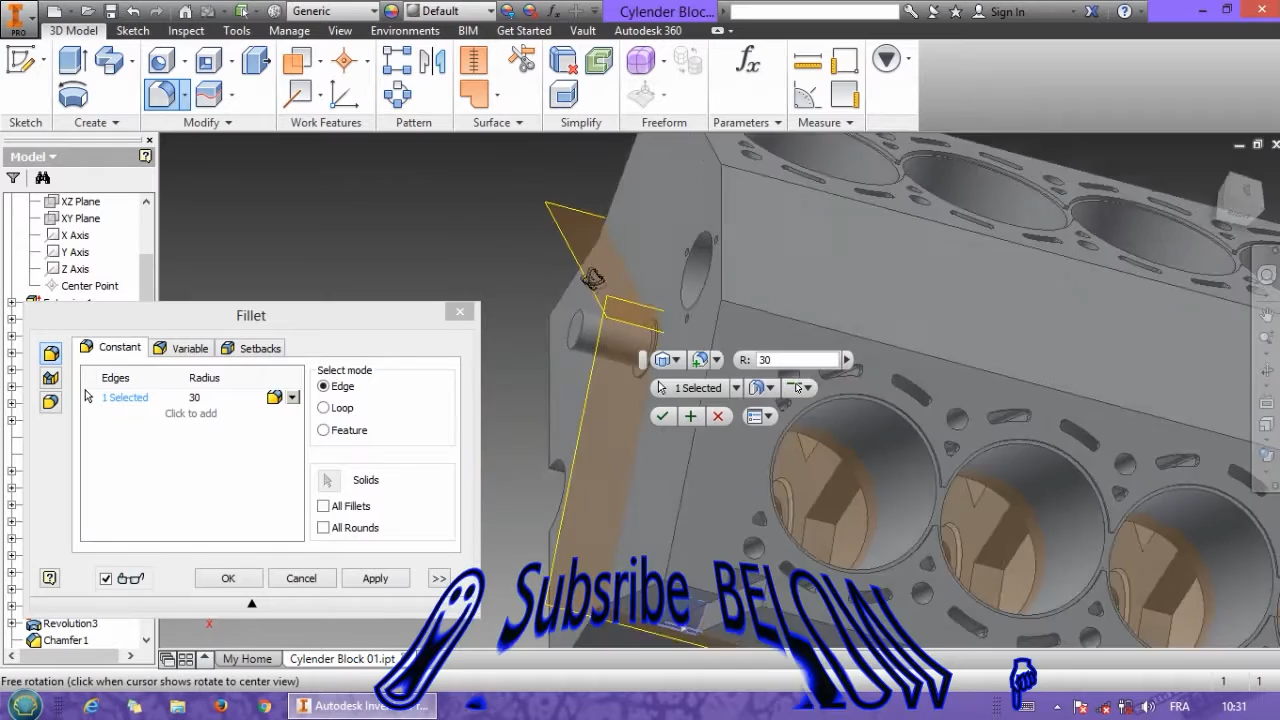 Generic
Default
Cylender Bloc...
Sign In
PRO
3D Model
Sketch
Inspect
Tools
Manage
View
Environments
BIM
Get Started
Vault
Autodesk 360
Sketch
Create
Modify
Work Features
Pattern
Surface
Simplify
Freeform
Parameters
Measure
Model
XZ Plane
XY Plane
X Axis
Y Axis
Z Axis
Center Point
Fillet
Constant
Variable
Setbacks
Edges
Radius
1 Selected
30
Click to add
Select mode
Edge
Loop
Feature
Solids
All Fillets
All Rounds
OK
Cancel
Apply
>>
R: 30
1 Selected
Revolution3
Chamfer1
X
My Home
Cylender Block 01.ipt
Subsribe BELOW
Free rotation (click when cursor shows rotate to center view)
1
1
Autodesk Inve
FRA
10:31